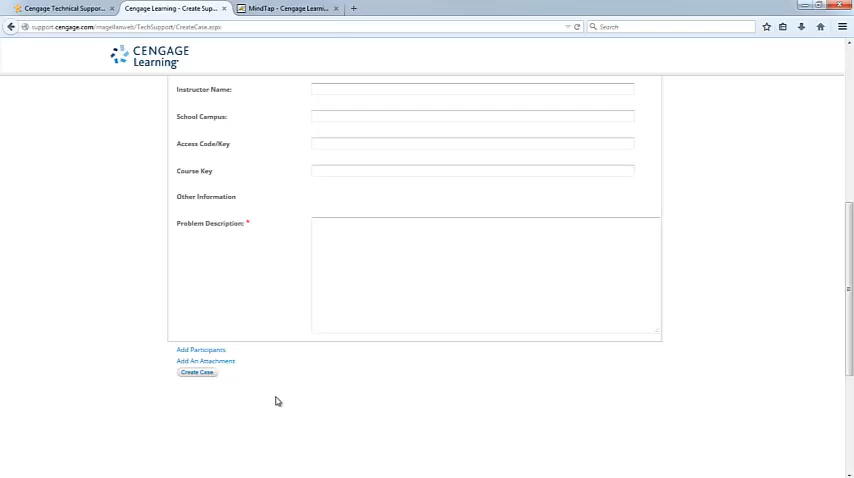 Cengage Technical Suppor...
Cengage Learning - Create Sup...
MindTap - Cengage Learni...
support.cengage.com/magellanweb/TechSupport/CreateCase.aspx
Search
CENGAGE
Learning
Instructor Name:
School Campus:
Access Code/Key
Course Key
Other Information
Problem Description: *
Add Participants
Add An Attachment
Create Case